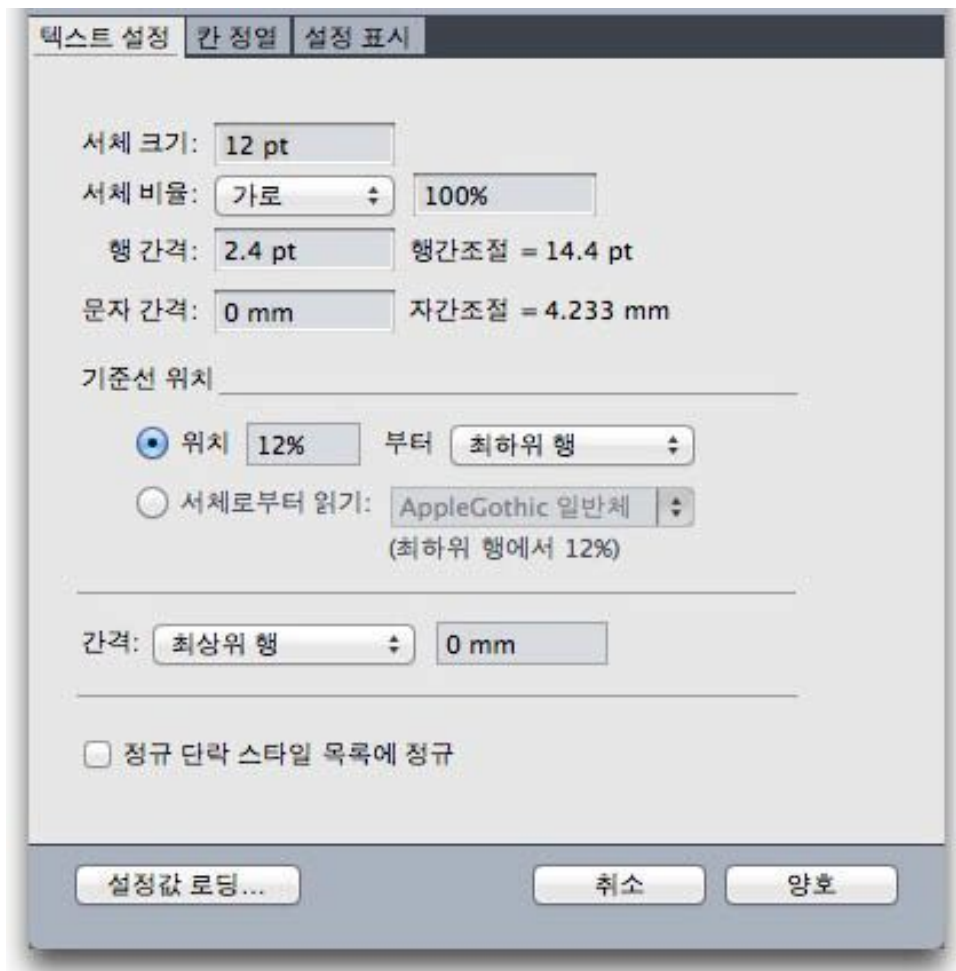 텍스트 설정 칸 정열 설정 표시
서체 크기: 12 pt
서체 비율: 가로 100%
행 간격: 2.4 pt 행간조절 = 14.4 pt
문자 간격: 0 mm 자간조절 = 4.233 mm
기준선 위치
위치 12% 부터 최하위 행
서체로부터 읽기: AppleGothic 일반체
(최하위 행에서 12%)
간격: 최상위 행 0 mm
정규 단락 스타일 목록에 정규
설정값 로딩... 취소 양호